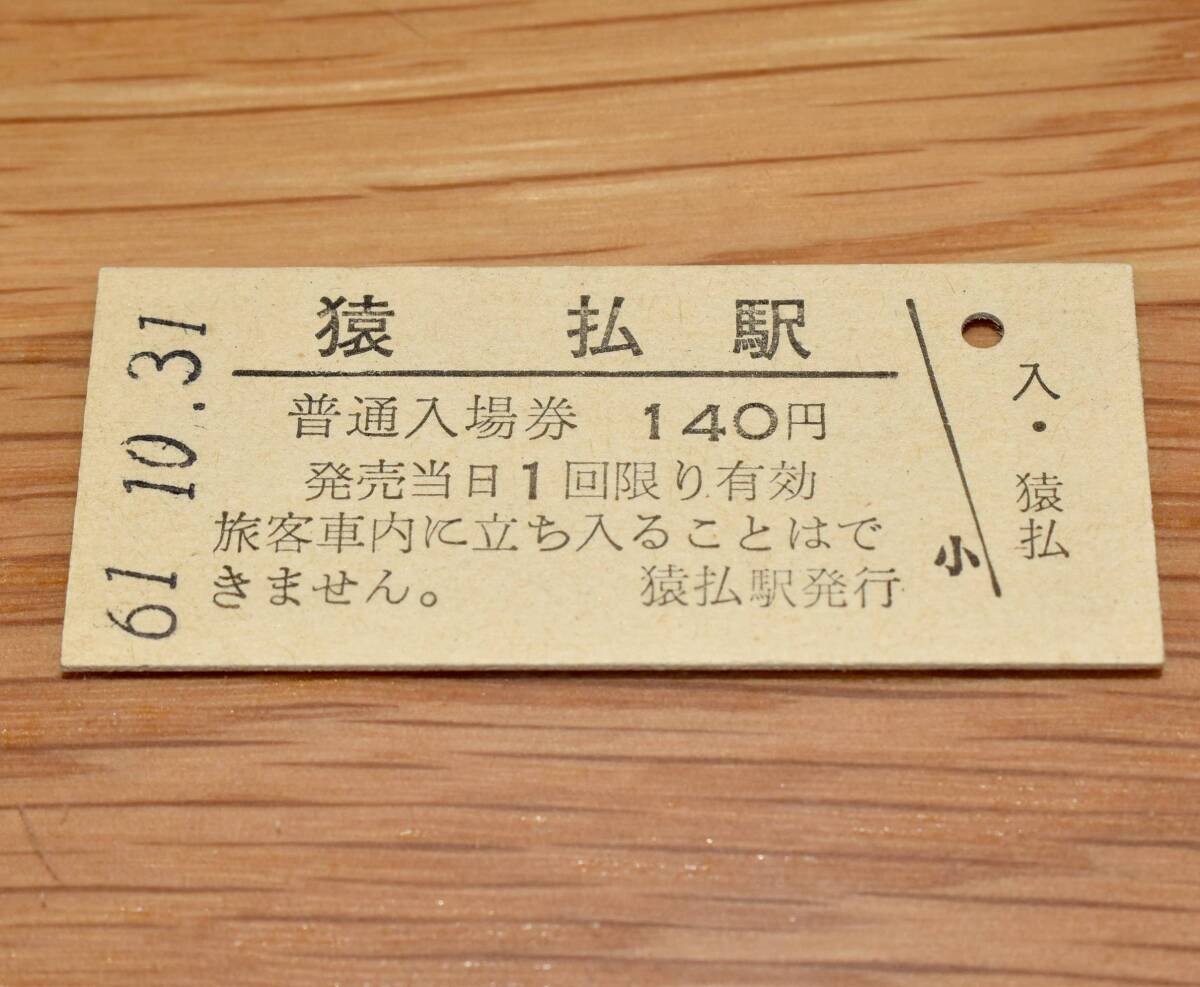 61 10.31
猿払駅
普通入場券 140円
発売当日1回限り有効
旅客車内に立ち入ることはで
きません。 猿払駅発行
小
入・猿払